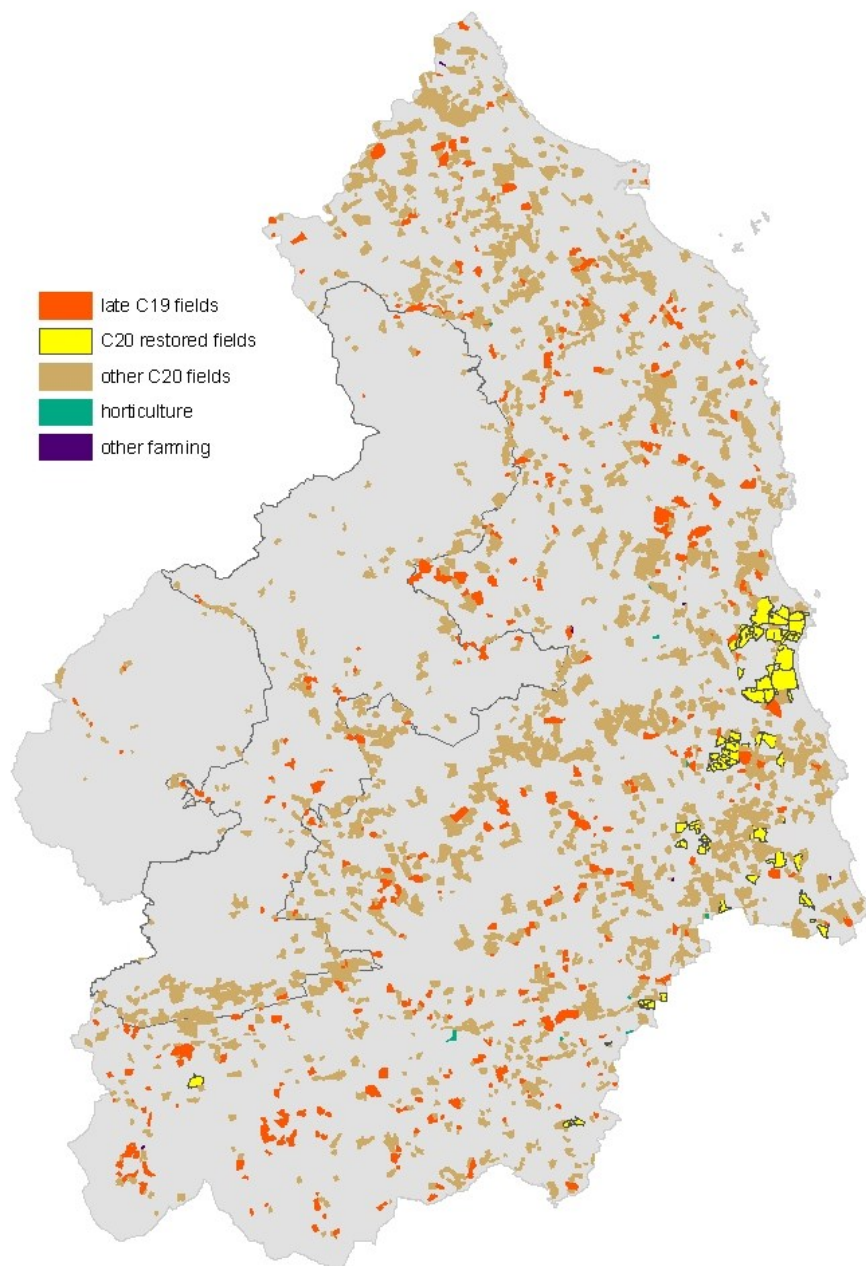 late C19 fields
C20 restored fields
other C20 fields
horticulture
other farming